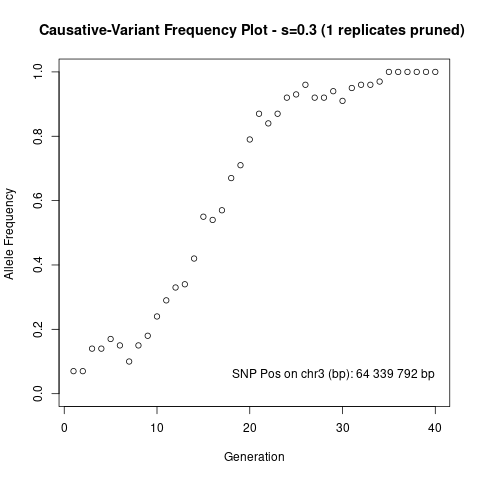 Causative-Variant Frequency Plot - s=0.3 (1 replicates pruned)
1.0
0.8
0.6
0.4
0.2
0.0
Allele Frequency
SNP Pos on chr3 (bp): 64 339 792 bp
0 10 20 30 40
Generation